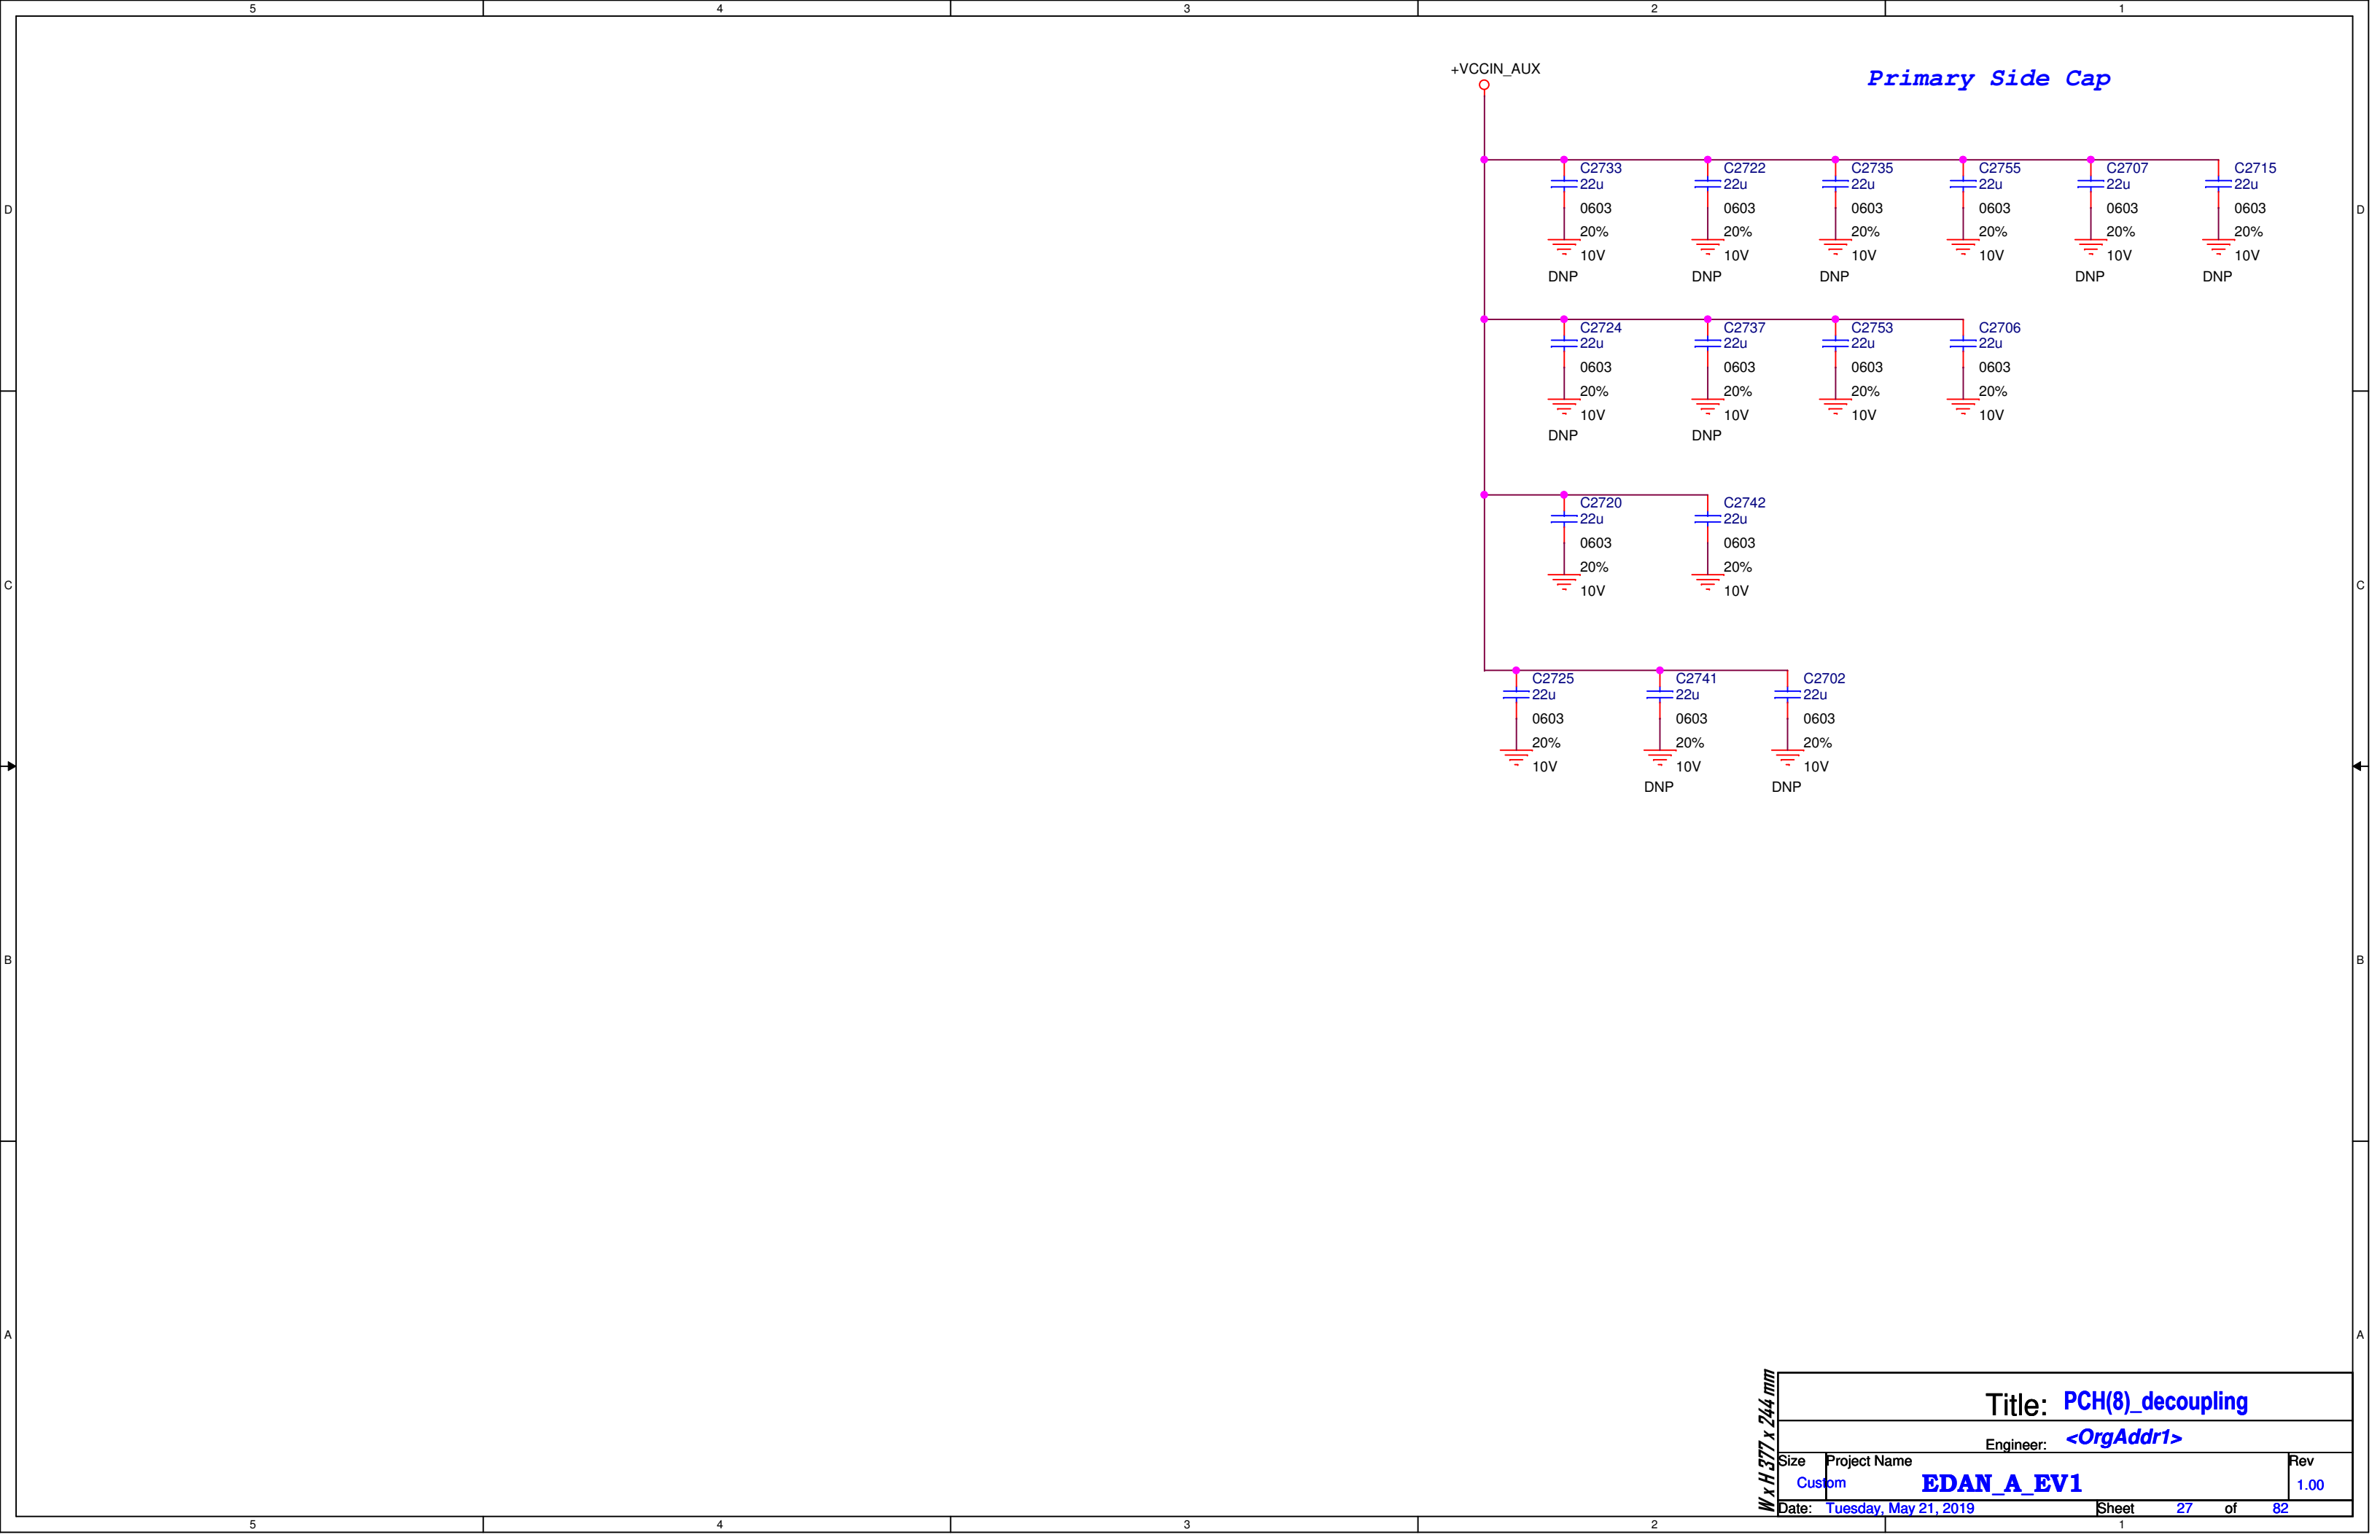 5 4 3 2 1
+VCCIN_AUX
Primary Side Cap
C2733 C2722 C2735 C2755 C2707 C2715
22u 22u 22u 22u 22u 22u
D D
0603 0603 0603 0603 0603 0603
20% 20% 20% 20% 20% 20%
10V 10V 10V 10V 10V 10V
DNP DNP DNP DNP DNP
C2724 C2737 C2753 C2706
22u 22u 22u 22u
0603 0603 0603 0603
20% 20% 20% 20%
10V 10V 10V 10V
DNP DNP
C2720 C2742
22u 22u
0603 0603
20% 20%
C C
10V 10V
C2725 C2741 C2702
22u 22u 22u
0603 0603 0603
20% 20% 20%
10V 10V 10V
DNP DNP
B B
A A
W x H 377 x 244 mm
Title: PCH(8)_decoupling
Engineer: <OrgAddr1>
Size Project Name Rev
Custom EDAN_A_EV1 1.00
Date: Tuesday, May 21, 2019 Sheet 27 of 82
5 4 3 2 1